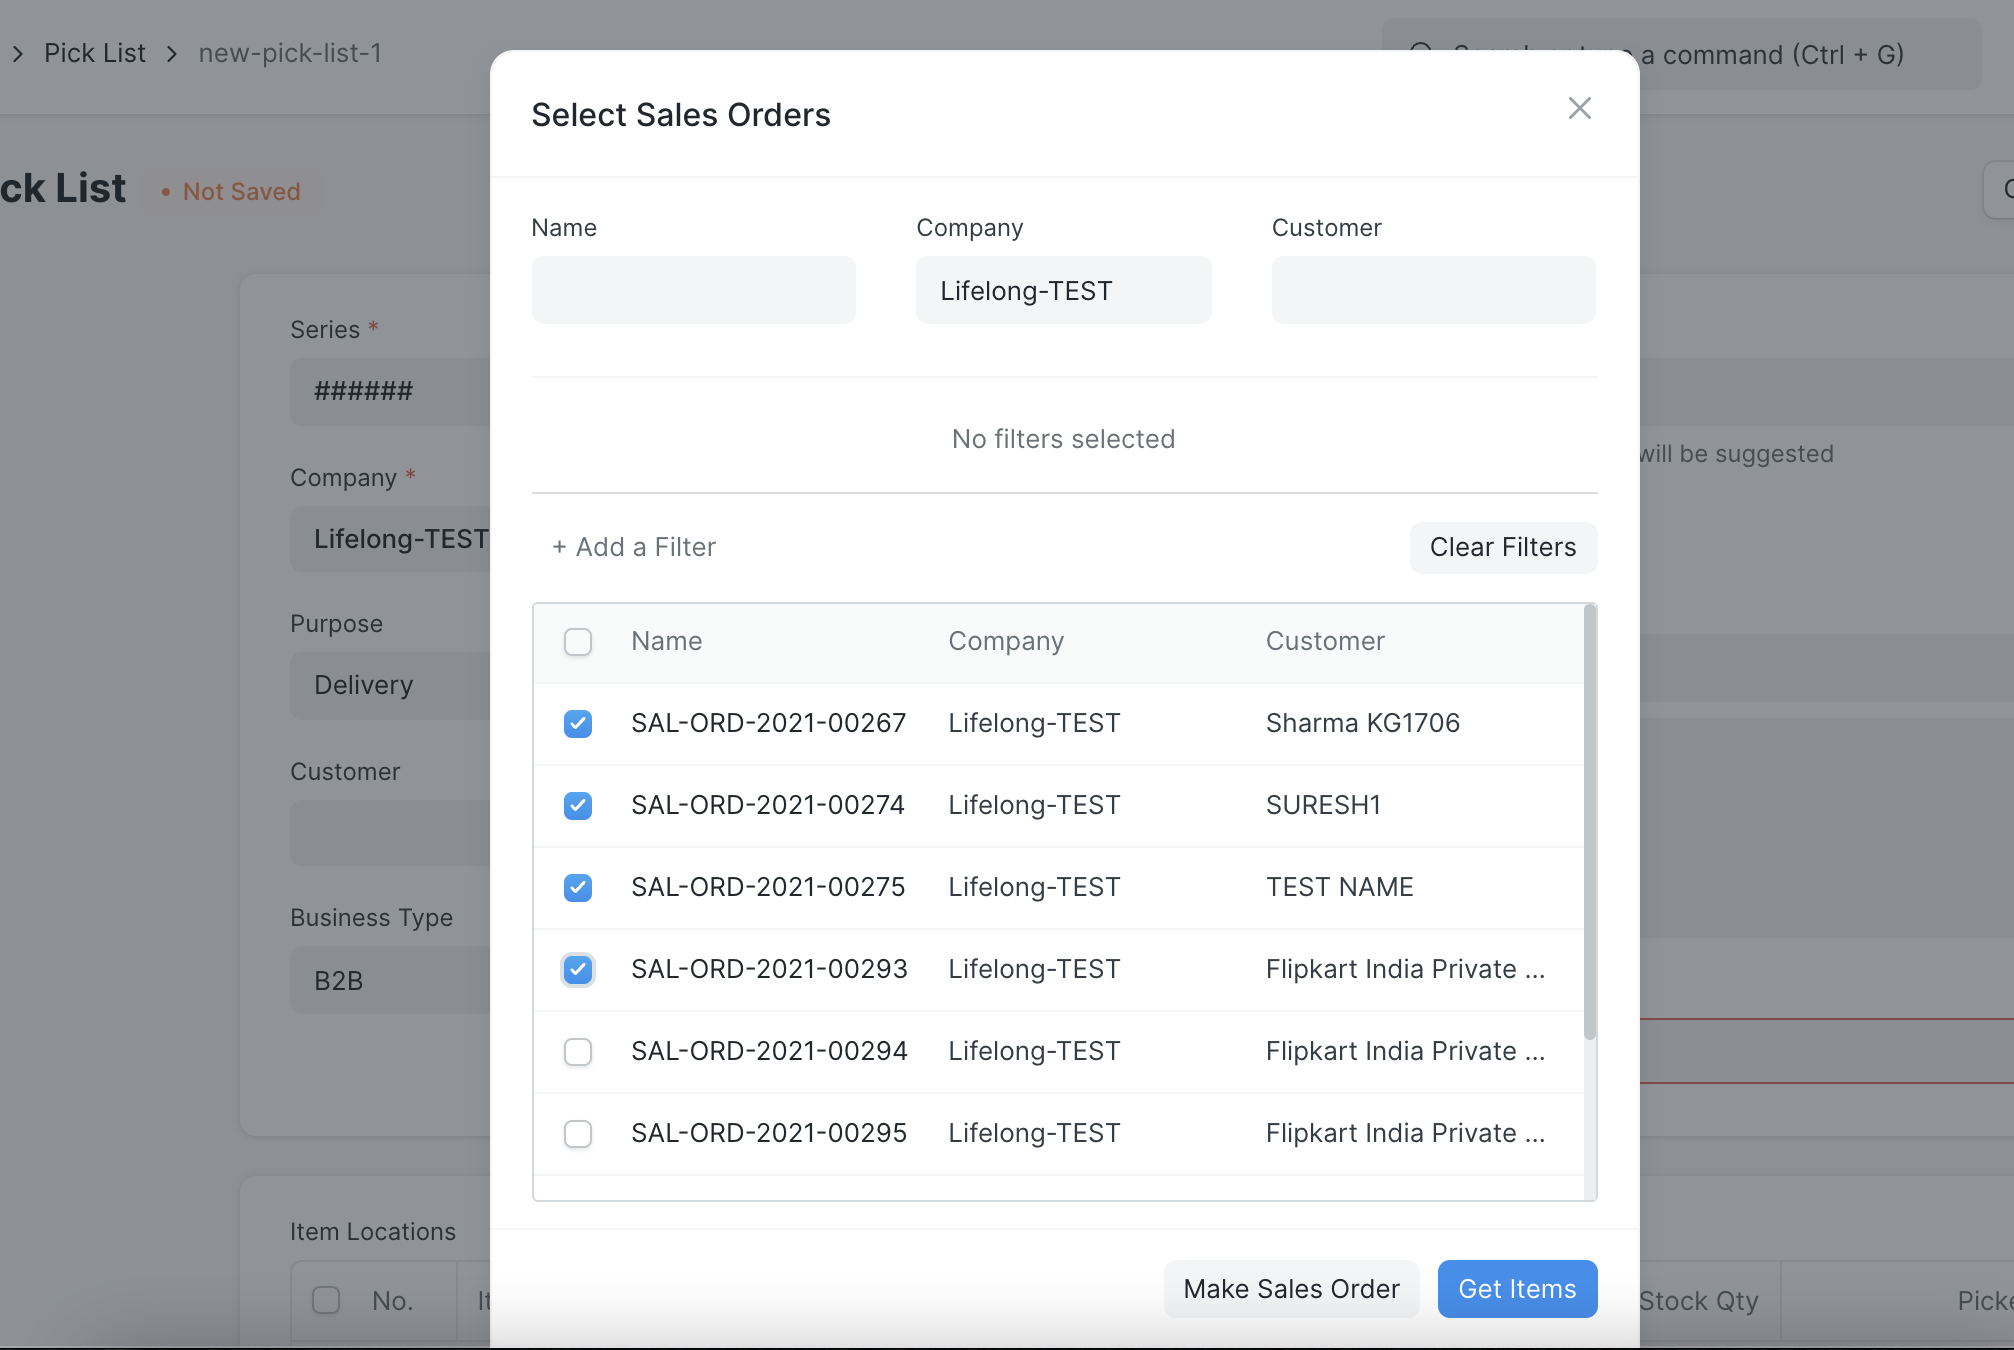 Pick List
new-pick-list-1
a command (Ctrl + G)
ck List
Not Saved
Select Sales Orders
Name
Company
Customer
Lifelong-TEST
No filters selected
+ Add a Filter
Clear Filters
Name Company Customer
SAL-ORD-2021-00267 Lifelong-TEST Sharma KG1706
SAL-ORD-2021-00274 Lifelong-TEST SURESH1
SAL-ORD-2021-00275 Lifelong-TEST TEST NAME
SAL-ORD-2021-00293 Lifelong-TEST Flipkart India Private ...
SAL-ORD-2021-00294 Lifelong-TEST Flipkart India Private ...
SAL-ORD-2021-00295 Lifelong-TEST Flipkart India Private ...
Make Sales Order
Get Items
Series *
######
Company *
Lifelong-TEST
Purpose
Delivery
Customer
Business Type
B2B
will be suggested
Item Locations
No.
Stock Qty